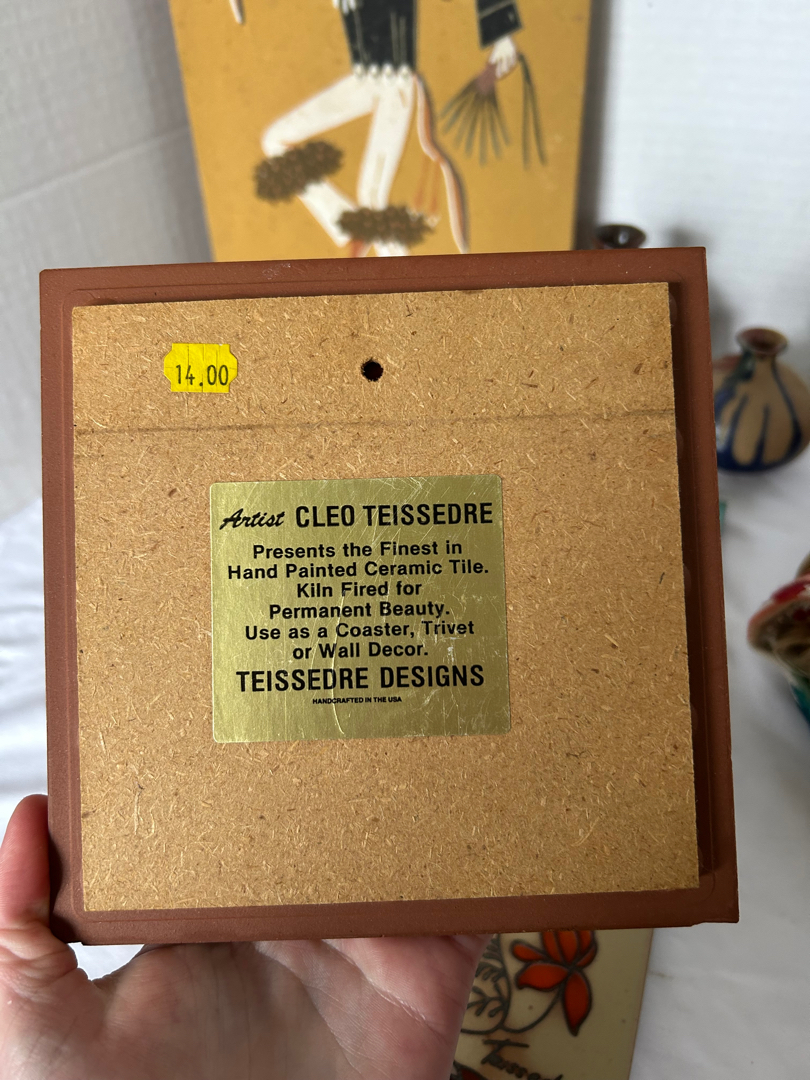 14.00
Artist CLEO TEISSEDRE
Presents the Finest in
Hand Painted Ceramic Tile.
Kiln Fired for
Permanent Beauty.
Use as a Coaster, Trivet
or Wall Decor.
TEISSEDRE DESIGNS
HANDCRAFTED IN THE USA